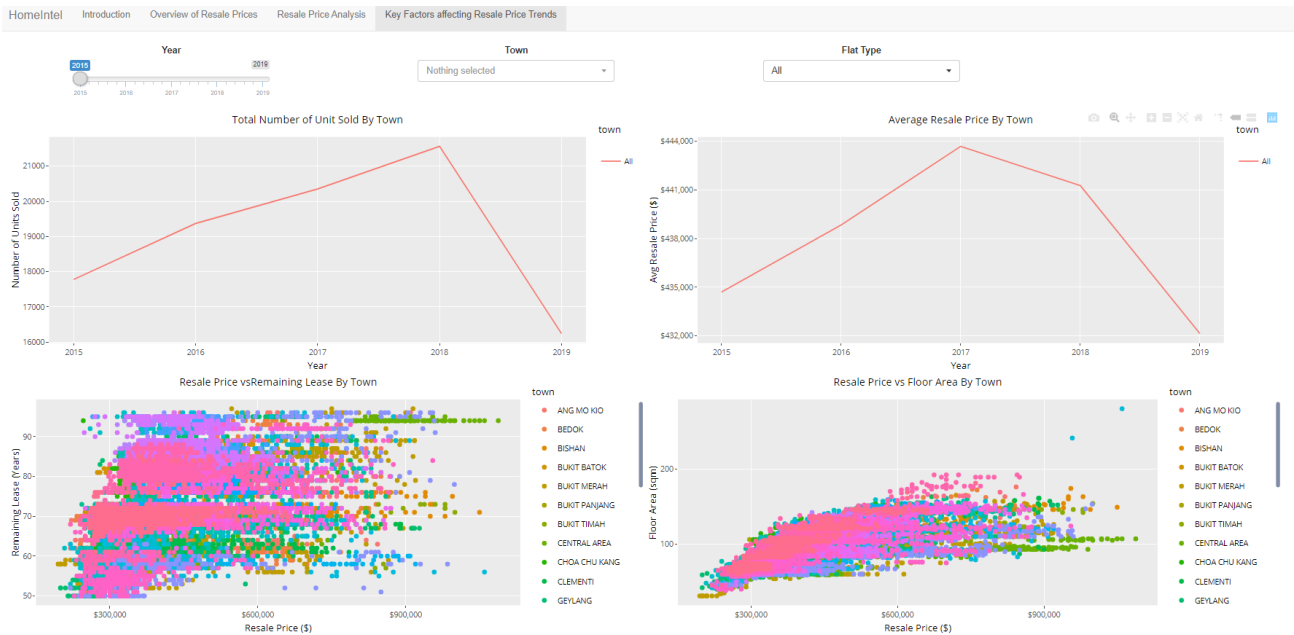 HomeIntel Introduction Overview of Resale Prices Resale Price Analysis Key Factors affecting Resale Price Trends
Year Town Flat Type
2015 2019
Nothing selected
All
2015 2016 2017 2018 2019
Total Number of Unit Sold By Town
town
All
Number of Units Sold
21000
20000
19000
18000
17000
16000
2015 2016 2017 2018 2019
Year
Average Resale Price By Town
town
All
Avg Resale Price ($)
$444,000
$441,000
$438,000
$435,000
$432,000
2015 2016 2017 2018 2019
Year
Resale Price vsRemaining Lease By Town
town
ANG MO KIO
BEDOK
BISHAN
BUKIT BATOK
BUKIT MERAH
BUKIT PANJANG
BUKIT TIMAH
CENTRAL AREA
CHOA CHU KANG
CLEMENTI
GEYLANG
Remaining Lease (Years)
90
80
70
60
50
$300,000 $600,000 $900,000
Resale Price ($)
Resale Price vs Floor Area By Town
town
ANG MO KIO
BEDOK
BISHAN
BUKIT BATOK
BUKIT MERAH
BUKIT PANJANG
BUKIT TIMAH
CENTRAL AREA
CHOA CHU KANG
CLEMENTI
GEYLANG
Floor Area (sqm)
200
100
$300,000 $600,000 $900,000
Resale Price ($)